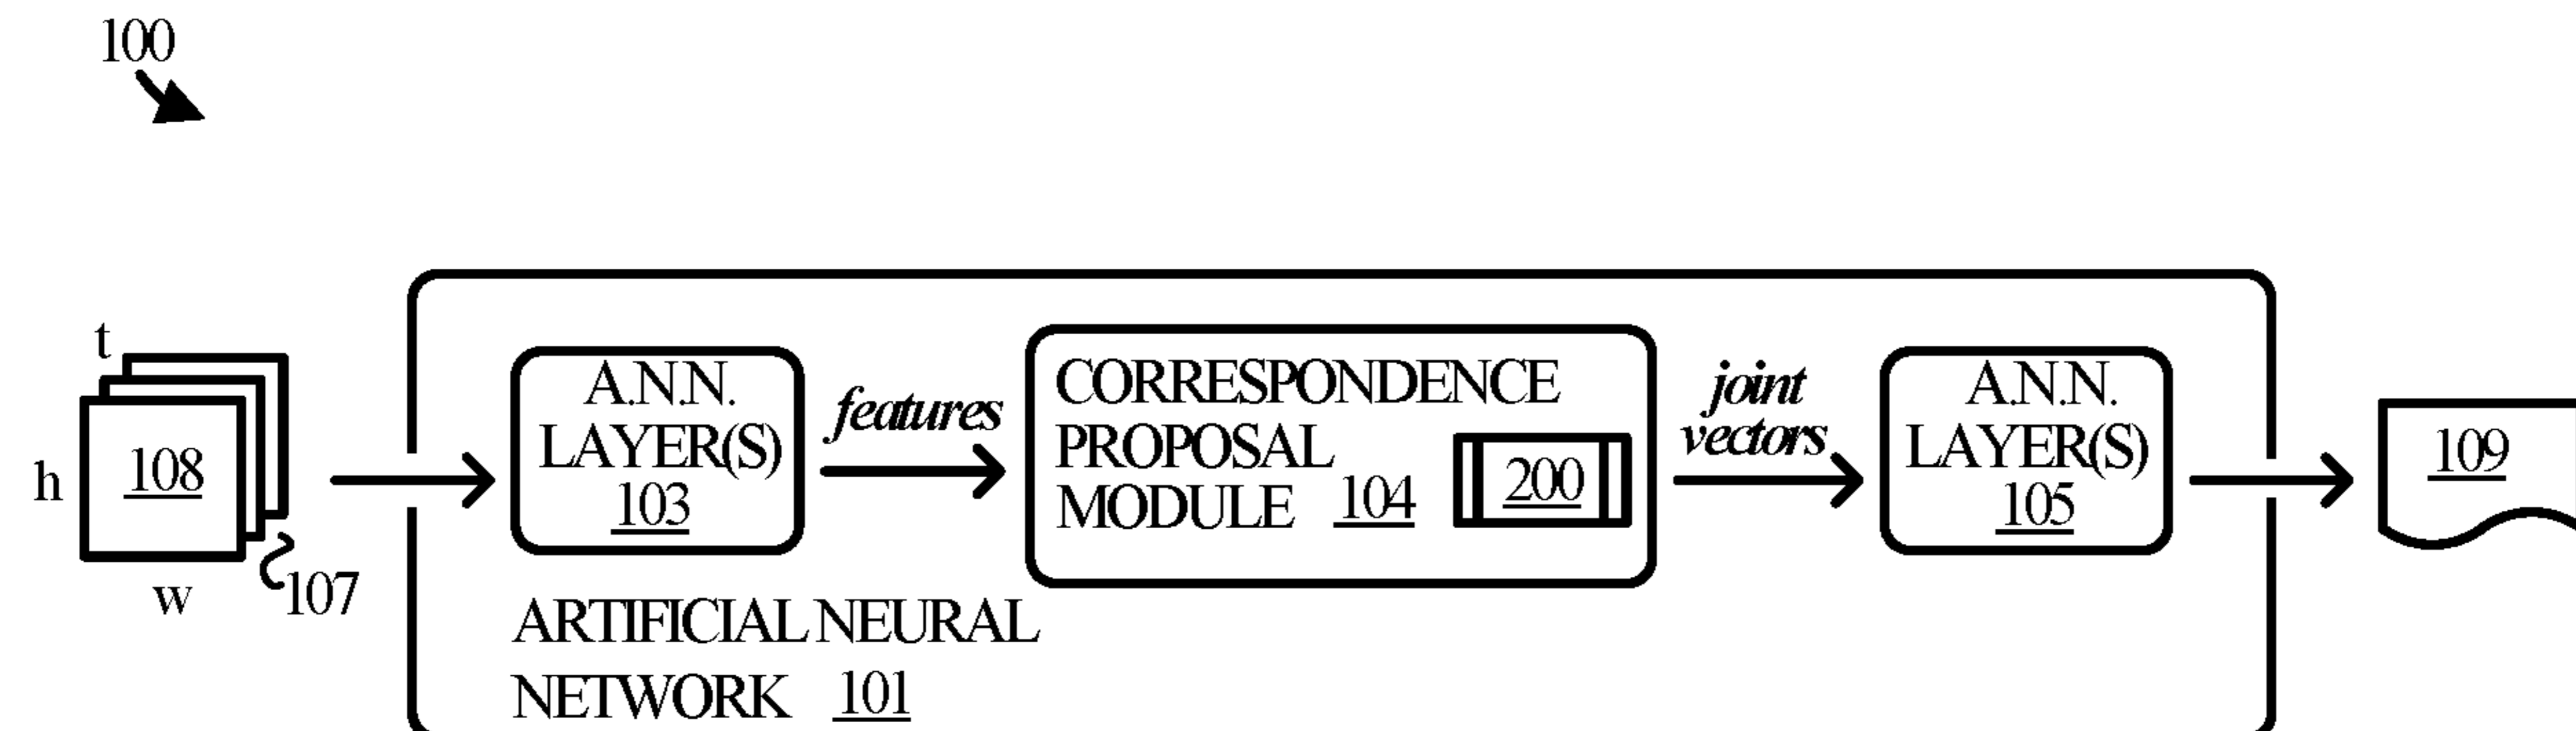 100
t
h
108
w
107
A.N.N.
LAYER(S)
103
features
CORRESPONDENCE
PROPOSAL
MODULE 104
200
joint
vectors
A.N.N.
LAYER(S)
105
109
ARTIFICIAL NEURAL
NETWORK 101